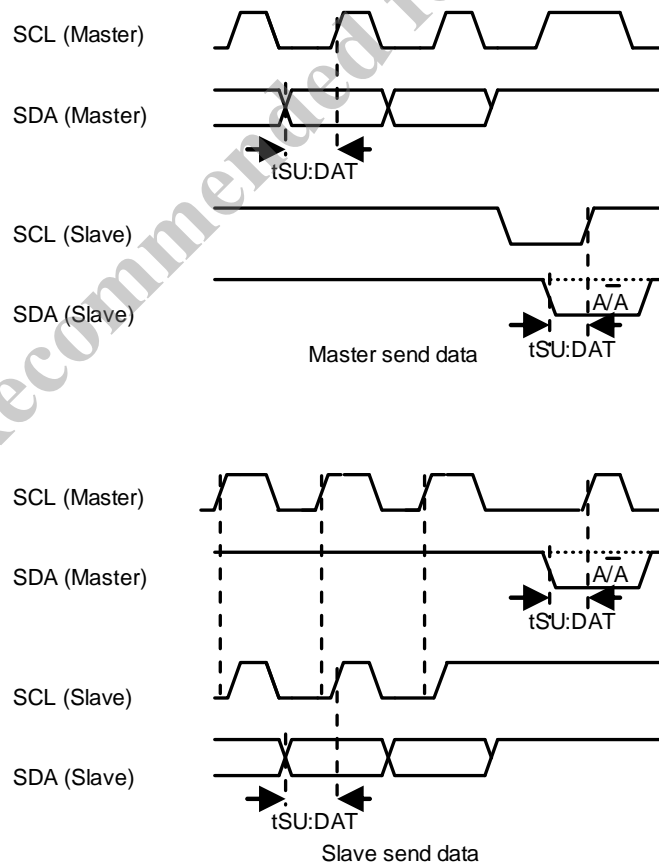 SCL (Master)
SDA (Master)
tSU:DAT
SCL (Slave)
SDA (Slave)
A/A̅
tSU:DAT
Master send data
SCL (Master)
SDA (Master)
A/A̅
tSU:DAT
SCL (Slave)
SDA (Slave)
tSU:DAT
Slave send data